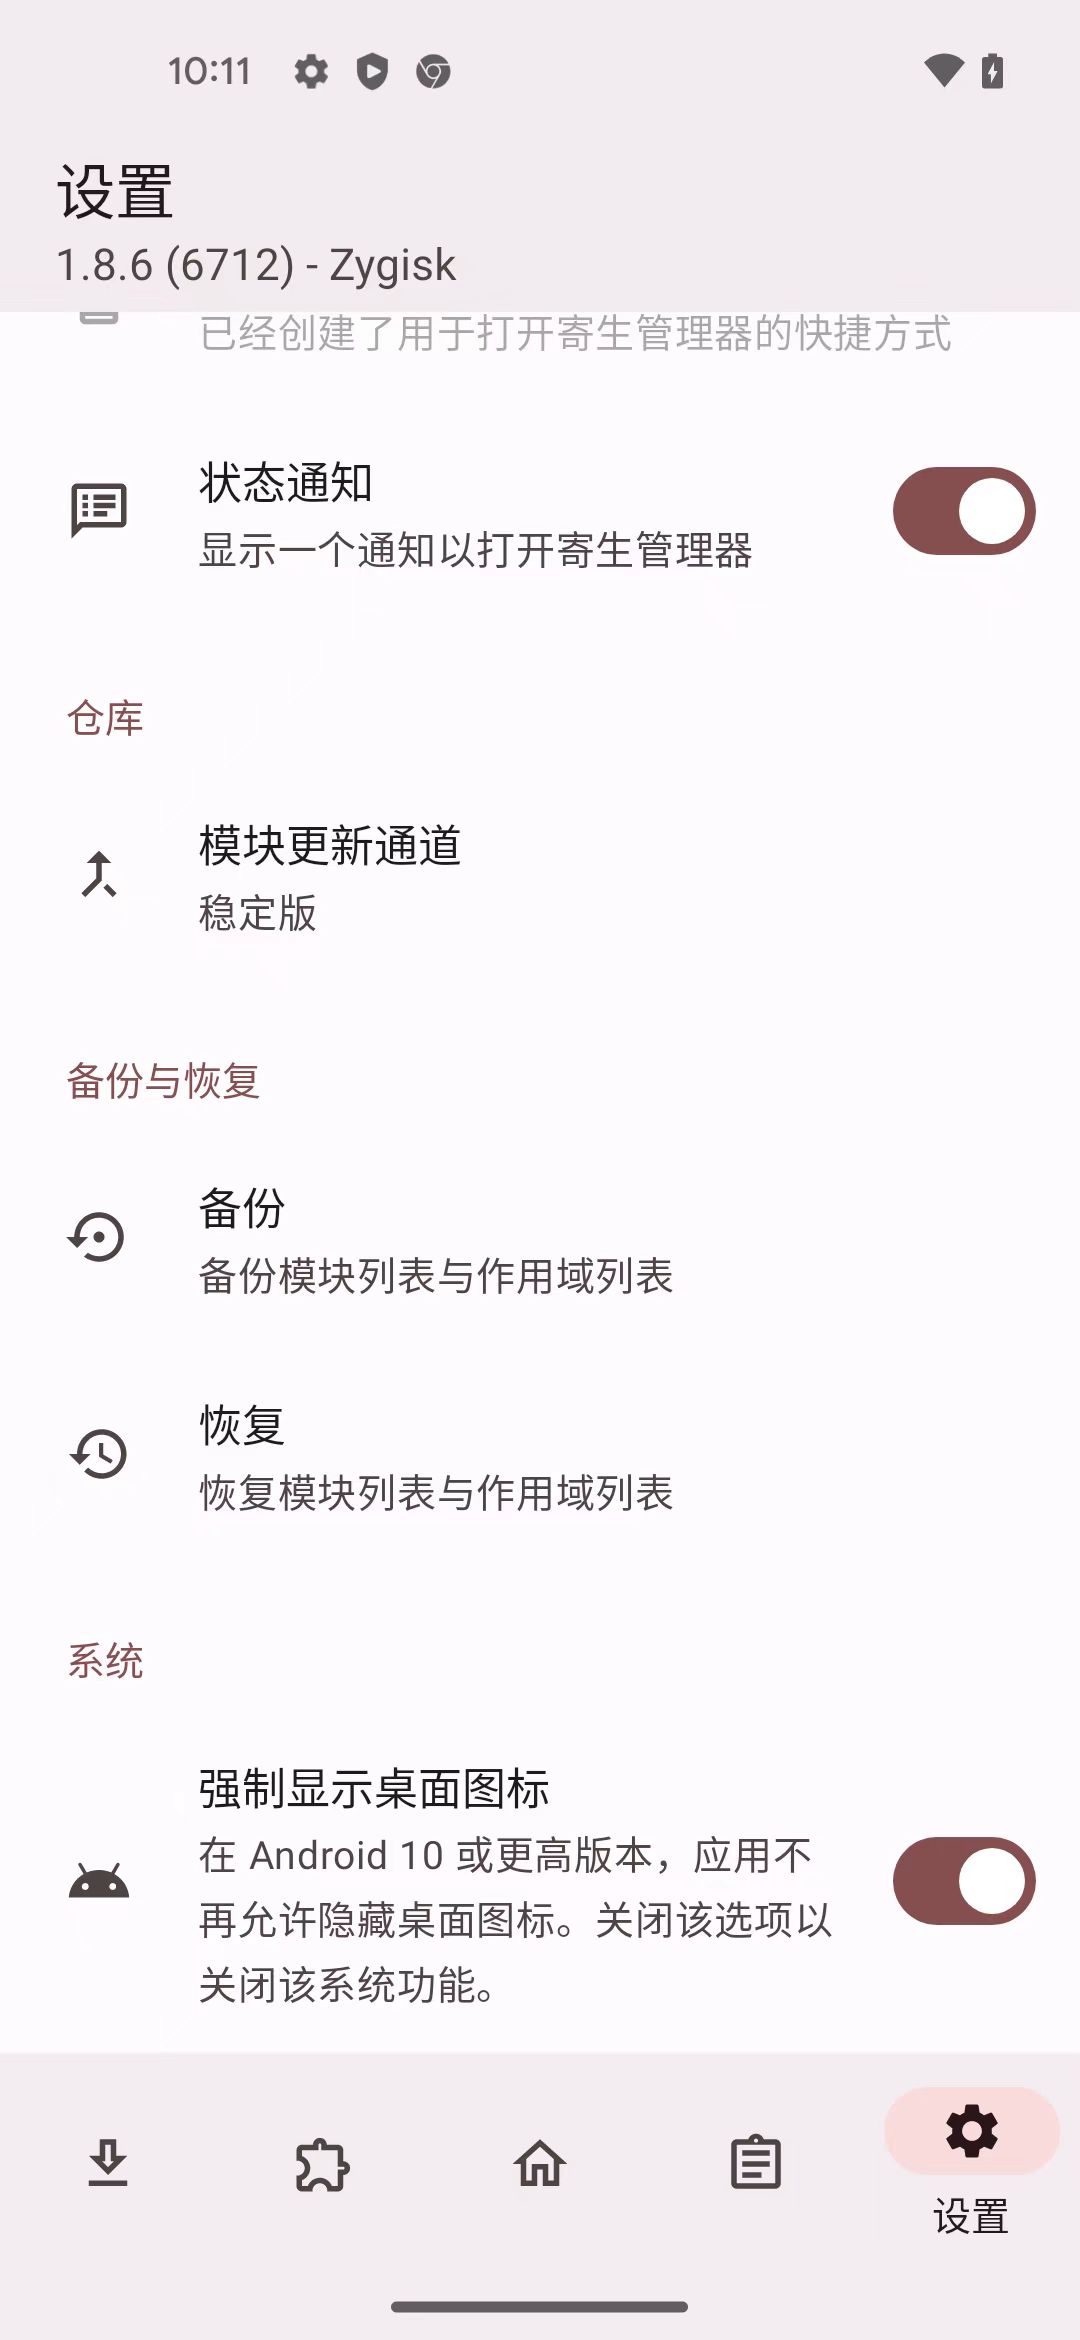 10:11
设置
1.8.6 (6712) - Zygisk
已经创建了用于打开寄生管理器的快捷方式
状态通知
显示一个通知以打开寄生管理器
仓库
模块更新通道
稳定版
备份与恢复
备份
备份模块列表与作用域列表
恢复
恢复模块列表与作用域列表
系统
强制显示桌面图标
在 Android 10 或更高版本，应用不
再允许隐藏桌面图标。关闭该选项以
关闭该系统功能。
设置